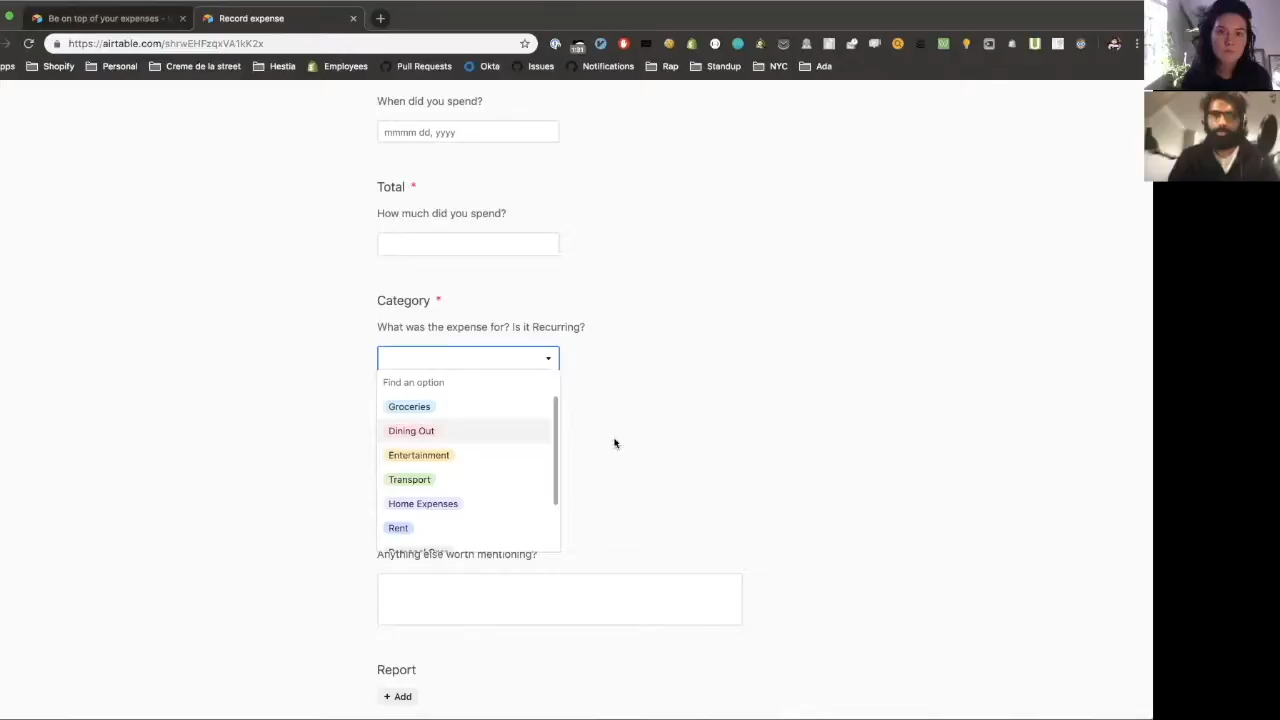 Be on top of your expenses -
Record expense
https://airtable.com/shrwEHFzqxVA1kK2x
1:31
pps
Shopify
Personal
Creme de la street
Hestia
Employees
Pull Requests
Okta
Issues
Notifications
Rap
Standup
NYC
Ada
When did you spend?
mmmm dd, yyyy
Total *
How much did you spend?
Category *
What was the expense for? Is it Recurring?
Find an option
Groceries
Dining Out
Entertainment
Transport
Home Expenses
Rent
Anything else worth mentioning?
Report
+ Add